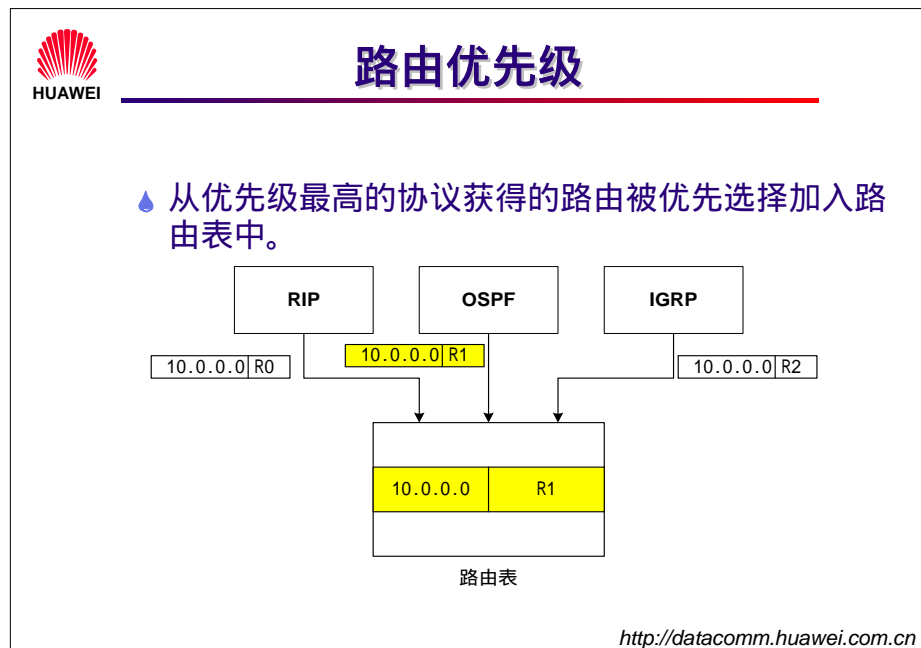 HUAWEI
路由优先级
从优先级最高的协议获得的路由被优先选择加入路
由表中。
RIP
OSPF
IGRP
10.0.0.0 R0
10.0.0.0 R1
10.0.0.0 R2
10.0.0.0 R1
路由表
http://datacomm.huawei.com.cn